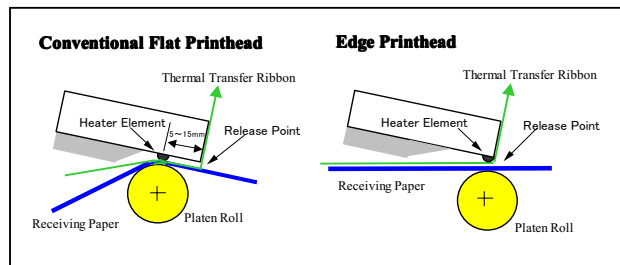 Conventional Flat Printhead
Thermal Transfer Ribbon
Heater Element
5~15mm
Release Point
Receiving Paper
Platen Roll
Edge Printhead
Thermal Transfer Ribbon
Heater Element
Release Point
Receiving Paper
Platen Roll